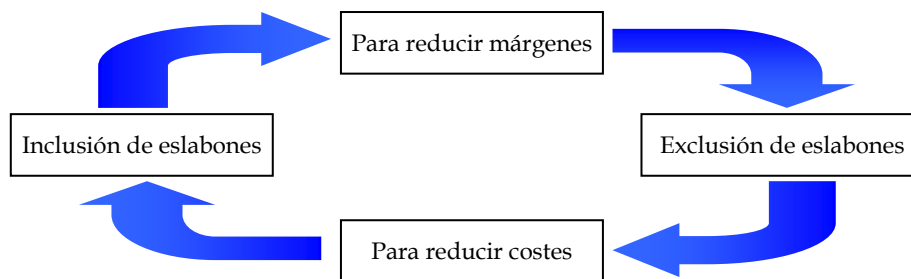 Para reducir márgenes
Inclusión de eslabones
Exclusión de eslabones
Para reducir costes